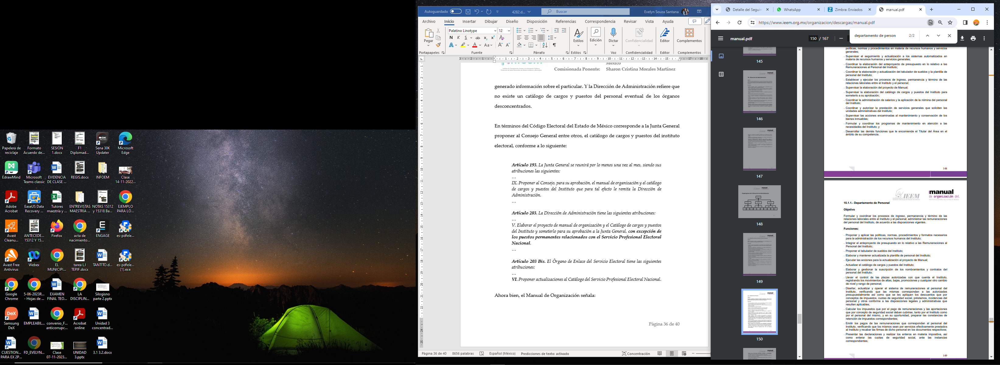 Papelera de reciclaje
Formato Acuerdo de...
SESIÓN 1.docx
F1 Diplomad...
Sena 30K Updater
Microsoft Edge
EdrawMind
Microsoft Teams classic
EVIDENCIA DE CLASE ...
REGIS.docx
INFOEM
Clase 14-11-2022...
Adobe Acrobat
EaseUS Data Recovery ...
Tutores maestría y ...
ENTREVISTAS MAESTRÍA ...
NOTAS 15312 y 15318 Ba...
EJEMPLO PARA LÓ...
Avast Cleanu...
ANTECEDE... 15312 Y 15...
Firefox
acta de nacimiento...
ENGAGE
es-pdfele...
Avast Free Antivirus
Webex
EL MUNICIPI...
tarea LJ TEPJF.docx
TANTITO.d...
es-pdfele... (1).exe
Google Chrome
5-06-2023R... - Hojas de ...
EXAMEN FINAL TEO...
LA DISCIPLIN...
Silogisno parte 2.pptx
Samsung DeX
EMPLEABIL...
convenio_F... anticorrupc...
Acrobat online
Unidad 3 concentrad...
CUESTION... PARA EX 2P...
FD_EVELYN...
Clase 07-11-2023...
UNIDAD 3.pptx
3.1 3.2.docx
Autoguardado
4282.d...
Buscar
Evelyn Souza Santana
Archivo Inicio Insertar Dibujar Diseño Disposición Referencias Correspondencia Revisar Vista Ayuda
Palatino Linotype 12
Pegar
Estilos Edición Dictar Confidencialidad Editor Complementos
Portapapeles Fuente Párrafo Estilos Voz Confidencialidad Editor Complementos
México
Comisionada Ponente: Sharon Cristina Morales Martínez
generado información sobre el particular. Y la Dirección de Administración refiere que
no existe un catálogo de cargos y puestos del personal eventual de los órganos
desconcentrados.
En términos del Código Electoral del Estado de México corresponde a la Junta General
proponer al Consejo General entre otros, el catálogo de cargos y puestos del instituto
electoral, conforme a lo siguiente:
Artículo 193. La Junta General se reunirá por lo menos una vez al mes, siendo sus
atribuciones las siguientes:
…
IX. Proponer al Consejo, para su aprobación, el manual de organización y el catálogo
de cargos y puestos del Instituto que para tal efecto le remita la Dirección de
Administración.
…
Artículo 203. La Dirección de Administración tiene las siguientes atribuciones:
…
V. Elaborar el proyecto de manual de organización y el Catálogo de cargos y puestos
del Instituto y someterlo para su aprobación a la Junta General, con excepción de
los puestos permanentes relacionados con el Servicio Profesional Electoral
Nacional.
…
Artículo 203 Bis. El Órgano de Enlace del Servicio Electoral tiene las siguientes
atribuciones:
…
VI. Proponer actualizaciones al Catálogo del Servicio Profesional Electoral Nacional.
Ahora bien, el Manual de Organización señala:
Página 36 de 40
Página 36 de 40 8656 palabras Español (México) Predicciones de texto: activado Concentración
Detalle del Seguim
WhatsApp
Zimbra: Enviados
manual.pdf
https://www.ieem.org.mx/organizacion/descargas/manual.pdf
manual.pdf
150 / 167
departamento de person 2/2
145
146
147
148
149
150
políticas, normas y procedimientos en materia de recursos humanos y servicios
generales;
Supervisar el seguimiento y actualización a los sistemas automatizados en
materia de recursos humanos y servicios generales;
Coordinar la elaboración del anteproyecto de presupuesto en lo relativo a las
Remuneraciones al Personal del Instituto;
Coordinar la elaboración y actualización del tabulador de sueldos y la plantilla de
personal del Instituto;
Establecer y ejecutar los procesos de ingreso, permanencia y término de las
relaciones laborales entre el Instituto y el personal;
Supervisar la elaboración del proyecto de Manual;
Supervisar la elaboración del catálogo de cargos y puestos del Instituto para
someterlo a su aprobación;
Coordinar la administración de salarios y la aplicación de la nómina del personal
del Instituto;
Coordinar y autorizar la prestación de servicios generales que soliciten las
unidades administrativas del Instituto;
Supervisar las acciones encaminadas al mantenimiento y conservación de los
bienes inmuebles;
Formular y coordinar los programas de mantenimiento en atención a las
necesidades del Instituto; y
Desarrollar las demás funciones que le encomiende el Titular del Área en el
ámbito de su competencia.
148
IEEM
manual
de organización del
15.1.1.- Departamento de Personal
Objetivo
Formular y coordinar los procesos de ingreso, permanencia y término de las
relaciones laborales entre el Instituto y el personal; administrar las remuneraciones
del personal del Instituto, de acuerdo a las disposiciones vigentes.
Funciones:
Proponer y aplicar las políticas, normas, procedimientos y formatos necesarios
para la administración de los recursos humanos del Instituto;
Integrar el anteproyecto de presupuesto en lo relativo a las Remuneraciones al
Personal del Instituto;
Proponer el tabulador de sueldos del Instituto;
Elaborar y mantener actualizada la plantilla de personal del Instituto;
Ejecutar las acciones para la actualización al proyecto de Manual;
Actualizar el catálogo de cargos y puestos del Instituto;
Elaborar y gestionar la suscripción de los nombramientos y contratos del
personal del Instituto;
Llevar el control de las plazas autorizadas con que cuenta el Instituto,
registrando los movimientos de altas, bajas, promociones y cualquier otro cambio
de nivel y rango de personal;
Diseñar, actualizar y operar el sistema de remuneraciones al personal del
Instituto, verificando que las mismas correspondan a las autorizadas
presupuestalmente así como que se les apliquen los descuentos que por
conceptos de impuestos, cuotas de seguridad social, préstamos, incidencias del
personal y otros conforme a las disposiciones legales y administrativas que
resulten aplicables;
Calcular los impuestos que por el pago de remuneraciones y las aportaciones
que por concepto de seguridad social deban cubrirse, tanto por el Instituto como
por el personal del mismo, y en su oportunidad, preparar las constancias de
retención de impuestos correspondientes;
Emitir los pagos de las remuneraciones que correspondan al personal del
Instituto, verificando que los mismos sean por servicios efectivamente prestados
al Instituto y recabar las firmas de dicho personal en los documentos respectivos;
Presentar las declaraciones y realizar los enteros en materia impositiva, así
como enterar las cuotas de seguridad social, ante las instancias
correspondientes;
149